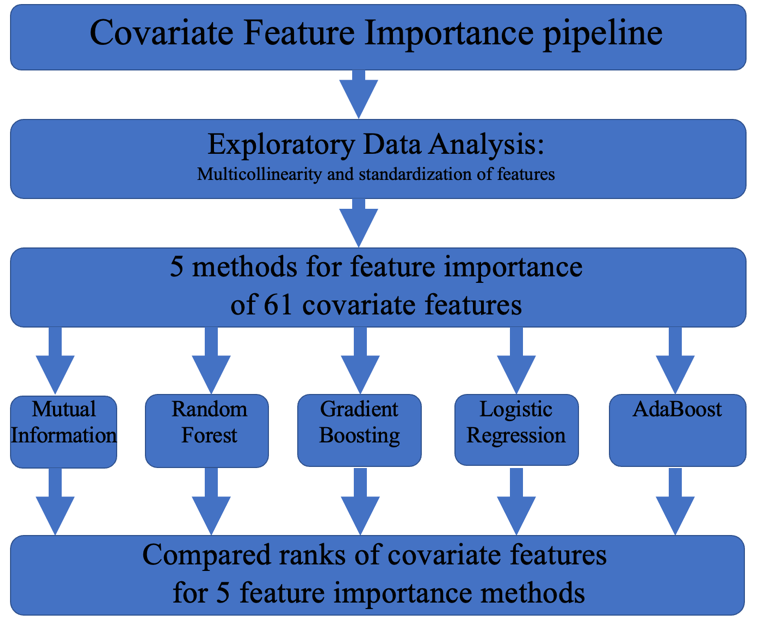 Covariate Feature Importance pipeline
Exploratory Data Analysis:
Multicollinearity and standardization of features
5 methods for feature importance
of 61 covariate features
Mutual
Information
Random
Forest
Gradient
Boosting
Logistic
Regression
AdaBoost
Compared ranks of covariate features
for 5 feature importance methods